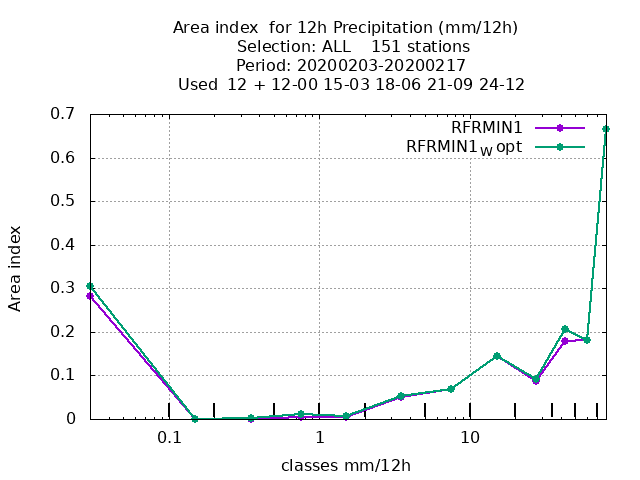 Area index  for 12h Precipitation (mm/12h)
Selection: ALL    151 stations
Period: 20200203-20200217
Used  12 + 12-00 15-03 18-06 21-09 24-12
RFRMIN1
RFRMIN1W opt
0.7
0.6
0.5
0.4
0.3
0.2
0.1
0
Area index
0.1 1 10
classes mm/12h